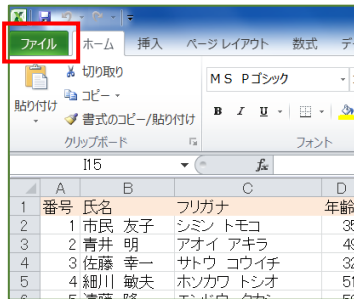 ファイル ホーム 挿入 ページ レイアウト 数式
切り取り
コピー
貼り付け
書式のコピー/貼り付け
クリップボード
ＭＳ Ｐゴシック
B I U
フォント
I15 fx
A B C D
1 番号 氏名 フリガナ 年齢
2 1 市民 友子 シミン トモコ 35
3 2 青井 明 アオイ アキラ 49
4 3 佐藤 幸一 サトウ コウイチ 32
5 4 細川 敏夫 ホソカワ トシオ 51